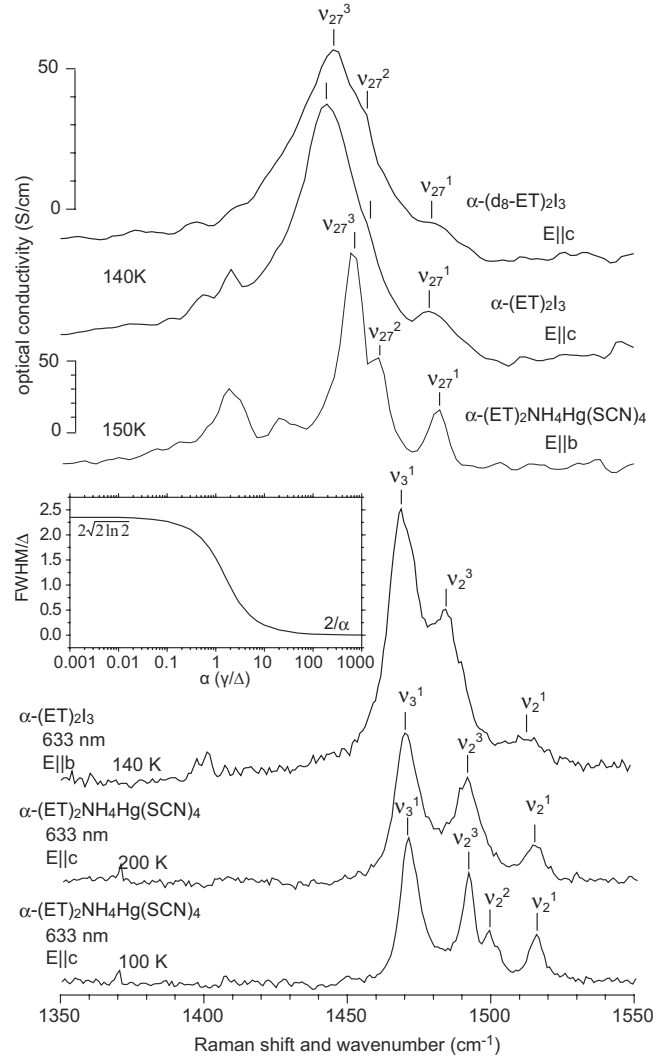 ν₂₇³
ν₂₇²
50
0
ν₂₇¹
α-(d₈-ET)₂I₃
E||c
ν₂₇³
140K
ν₂₇¹
α-(ET)₂I₃
E||c
ν₂₇²
50
0
150K
ν₂₇¹
α-(ET)₂NH₄Hg(SCN)₄
E||b
optical conductivity (S/cm)
ν₃¹
2.5
2.0
1.5
1.0
0.5
0.0
2√2 ln 2
2/α
FWHM/Δ
0.001 0.01 0.1 1 10 100 1000
α (γ/Δ)
ν₂³
ν₂¹
α-(ET)₂I₃
633 nm
E||b
140 K
ν₃¹
ν₂³
ν₂¹
α-(ET)₂NH₄Hg(SCN)₄
633 nm
E||c
200 K
ν₃¹
ν₂³
ν₂²
ν₂¹
α-(ET)₂NH₄Hg(SCN)₄
633 nm
E||c
100 K
1350 1400 1450 1500 1550
Raman shift and wavenumber (cm⁻¹)